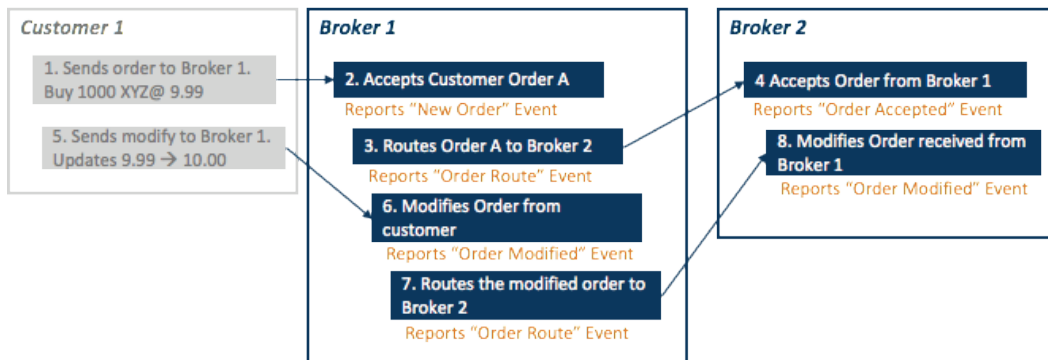 Customer 1
1. Sends order to Broker 1.
Buy 1000 XYZ@ 9.99
5. Sends modify to Broker 1.
Updates 9.99 → 10.00
Broker 1
2. Accepts Customer Order A
Reports "New Order" Event
3. Routes Order A to Broker 2
Reports "Order Route" Event
6. Modifies Order from
customer
Reports "Order Modified" Event
7. Routes the modified order to
Broker 2
Reports "Order Route" Event
Broker 2
4 Accepts Order from Broker 1
Reports "Order Accepted" Event
8. Modifies Order received from
Broker 1
Reports "Order Modified" Event